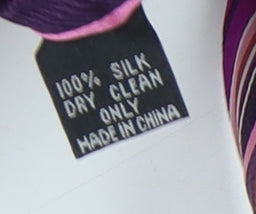 100% SILK
DRY CLEAN
ONLY
MADE IN CHINA